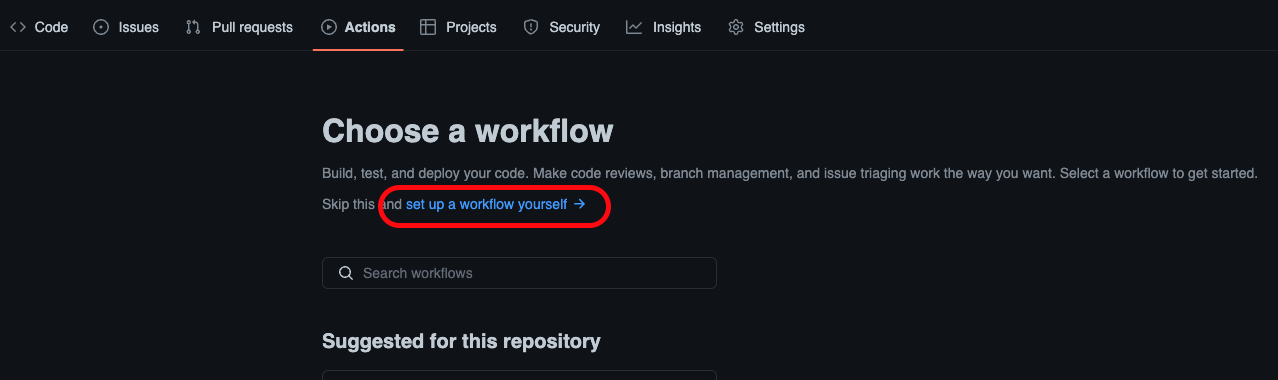 Code Issues Pull requests Actions Projects Security Insights Settings
Choose a workflow
Build, test, and deploy your code. Make code reviews, branch management, and issue triaging work the way you want. Select a workflow to get started.
Skip this and set up a workflow yourself →
Search workflows
Suggested for this repository